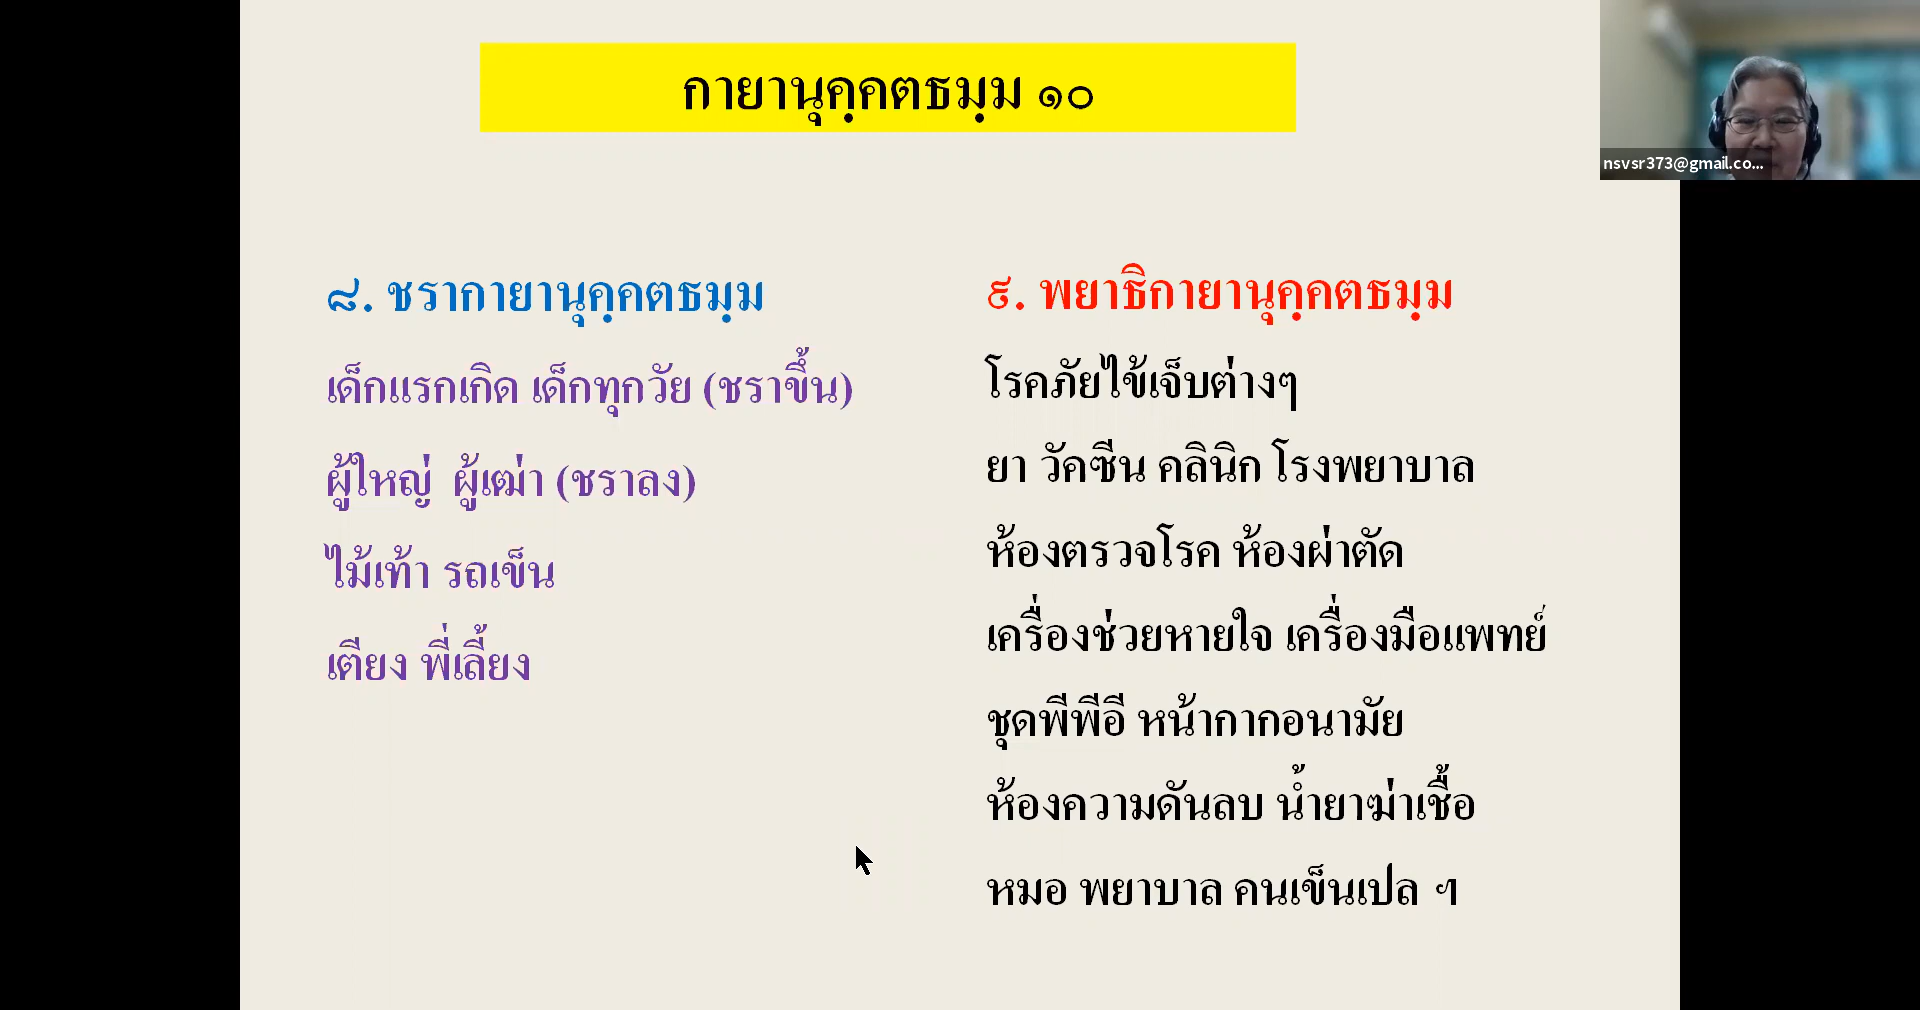 กายานุคฺคตธมฺม ๑๐
nsvsr373@gmail.co...
๘. ชรากายานุคฺคตธมฺม
เด็กแรกเกิด เด็กทุกวัย (ชราขึ้น)
ผู้ใหญ่ ผู้เฒ่า (ชราลง)
ไม้เท้า รถเข็น
เตียง พี่เลี้ยง
๙. พยาธิกายานุคฺคตธมฺม
โรคภัยไข้เจ็บต่างๆ
ยา วัคซีน คลินิก โรงพยาบาล
ห้องตรวจโรค ห้องผ่าตัด
เครื่องช่วยหายใจ เครื่องมือแพทย์
ชุดพีพีอี หน้ากากอนามัย
ห้องความดันลบ น้ำยาฆ่าเชื้อ
หมอ พยาบาล คนเข็นเปล ฯ